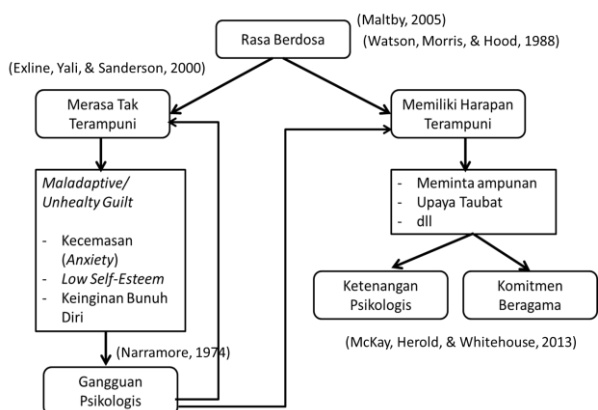 (Maltby, 2005)
Rasa Berdosa
(Watson, Morris, & Hood, 1988)
(Exline, Yali, & Sanderson, 2000)
Merasa Tak
Terampuni
Memiliki Harapan
Terampuni
Maladaptive/
Unhealthy Guilt
- Kecemasan
(Anxiety)
- Low Self-Esteem
- Keinginan Bunuh
Diri
- Meminta ampunan
- Upaya Taubat
- dll
Ketenangan
Psikologis
Komitmen
Beragama
(McKay, Herold, & Whitehouse, 2013)
(Narramore, 1974)
Gangguan
Psikologis